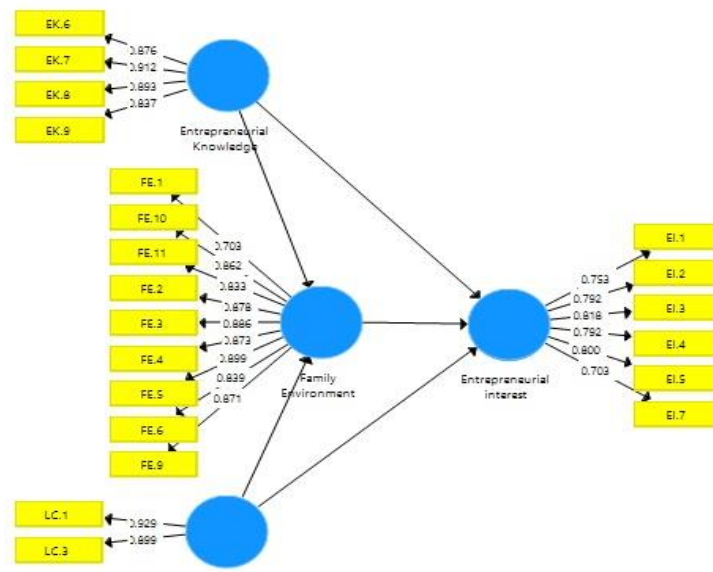 EK.6
EK.7
EK.8
EK.9
0.876
0.912
0.893
0.837
Entrepreneurial
Knowledge
FE.1
FE.10
FE.11
FE.2
FE.3
FE.4
FE.5
FE.6
FE.9
0.703
0.862
0.833
0.878
0.886
0.873
0.899
0.839
0.871
Family
Environment
EI.1
EI.2
EI.3
EI.4
EI.5
EI.7
0.753
0.792
0.818
0.792
0.800
0.703
Entrepreneurial
interest
LC.1
LC.3
0.929
0.899